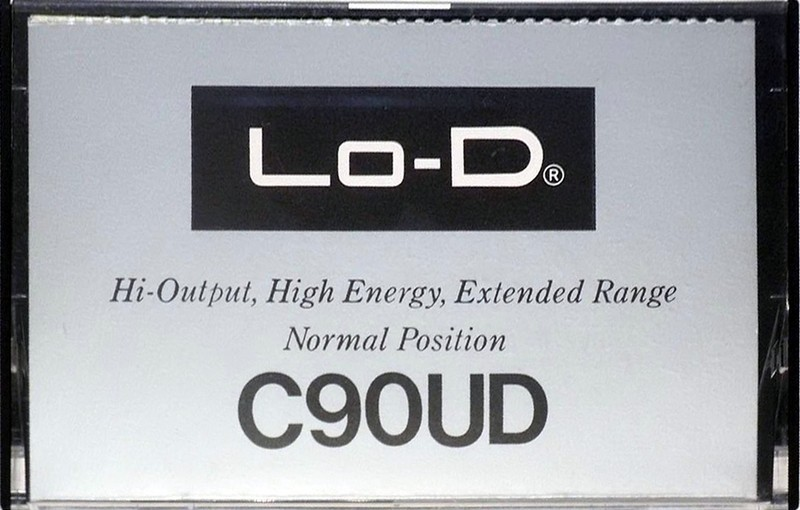 Lo-D®
Hi-Output, High Energy, Extended Range
Normal Position
C90UD